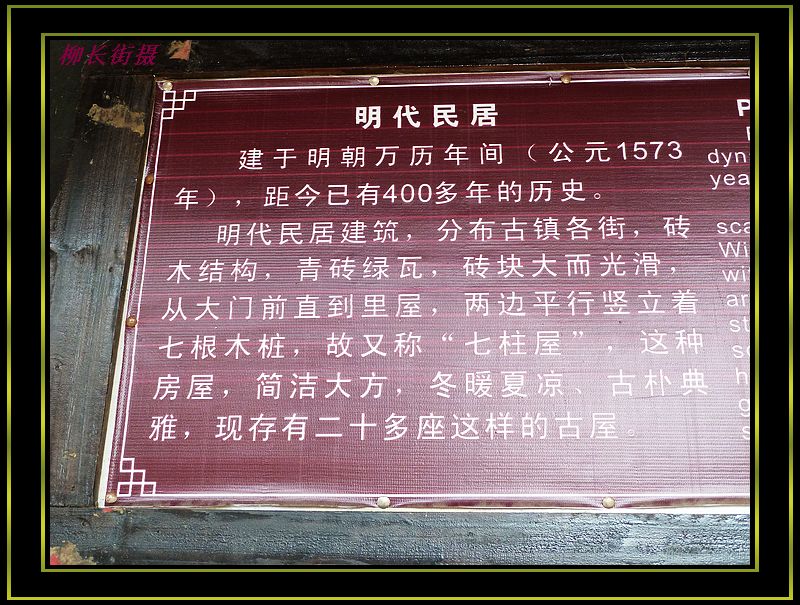 柳长街摄
明代民居
建于明朝万历年间（公元1573
年），距今已有400多年的历史。
明代民居建筑，分布古镇各街，砖
木结构，青砖绿瓦，砖块大而光滑，
从大门前直到里屋，两边平行竖立着
七根木桩，故又称“七柱屋”，这种
房屋，简洁大方，冬暖夏凉、古朴典
雅，现存有二十多座这样的古屋。
P
dyn
yea
sca
Wi
wi
ar
st
h
g